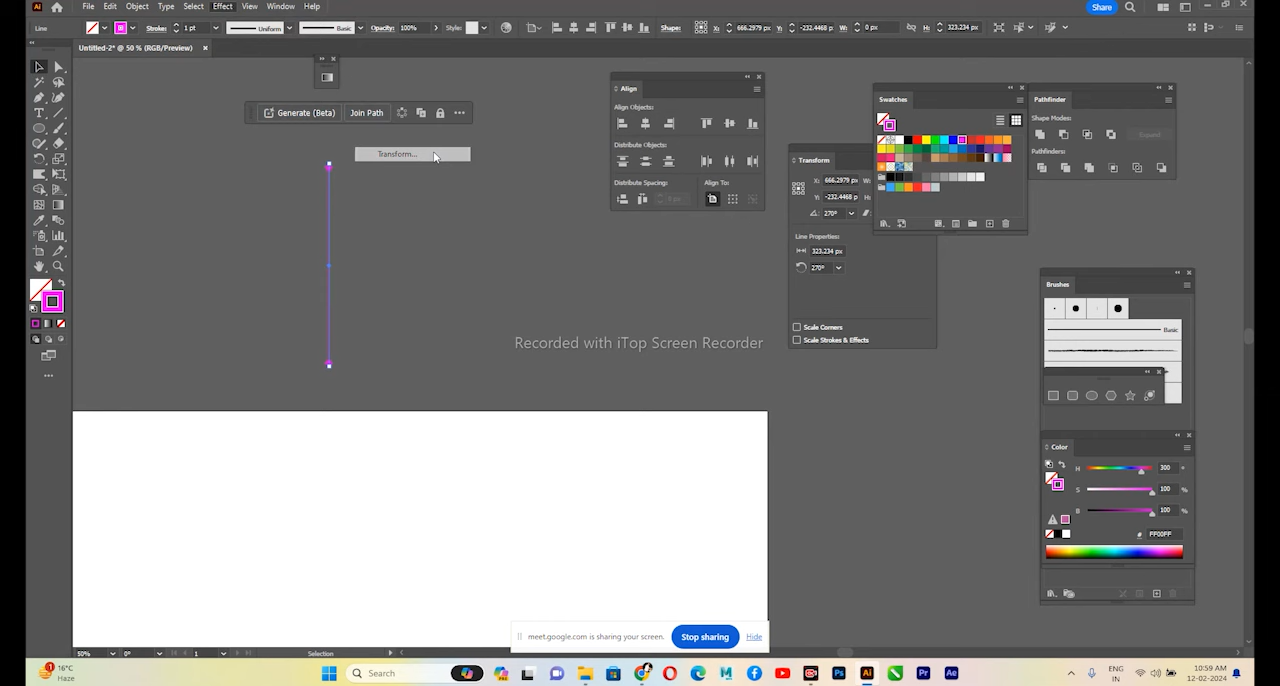 Ai File Edit Object Type Select Effect View Window Help Share
Line Stroke: 1 pt Uniform Basic Opacity: 100% Style: Shape: X: 666.2979 px Y: -232.4468 p W: 0 px H: 323.234 px
Untitled-2* @ 50 % (RGB/Preview) ×
Generate (Beta) Join Path
Transform...
Align
Align Objects:
Distribute Objects:
Distribute Spacing: Align To:
0 px
Transform
X: 666.2979 W:
Y: -232.4468 p H:
270°
Line Properties:
323.234 px
270°
Scale Corners
Scale Strokes & Effects
Swatches
Pathfinder
Shape Modes:
Expand
Pathfinders:
Brushes
Basic
Color
H 300 °
S 100 %
B 100 %
# FF00FF
Recorded with iTop Screen Recorder
meet.google.com is sharing your screen. Stop sharing Hide
50% 0° 1 Selection
16°C
Haze
Search
ENG
IN
10:59 AM
12-02-2024